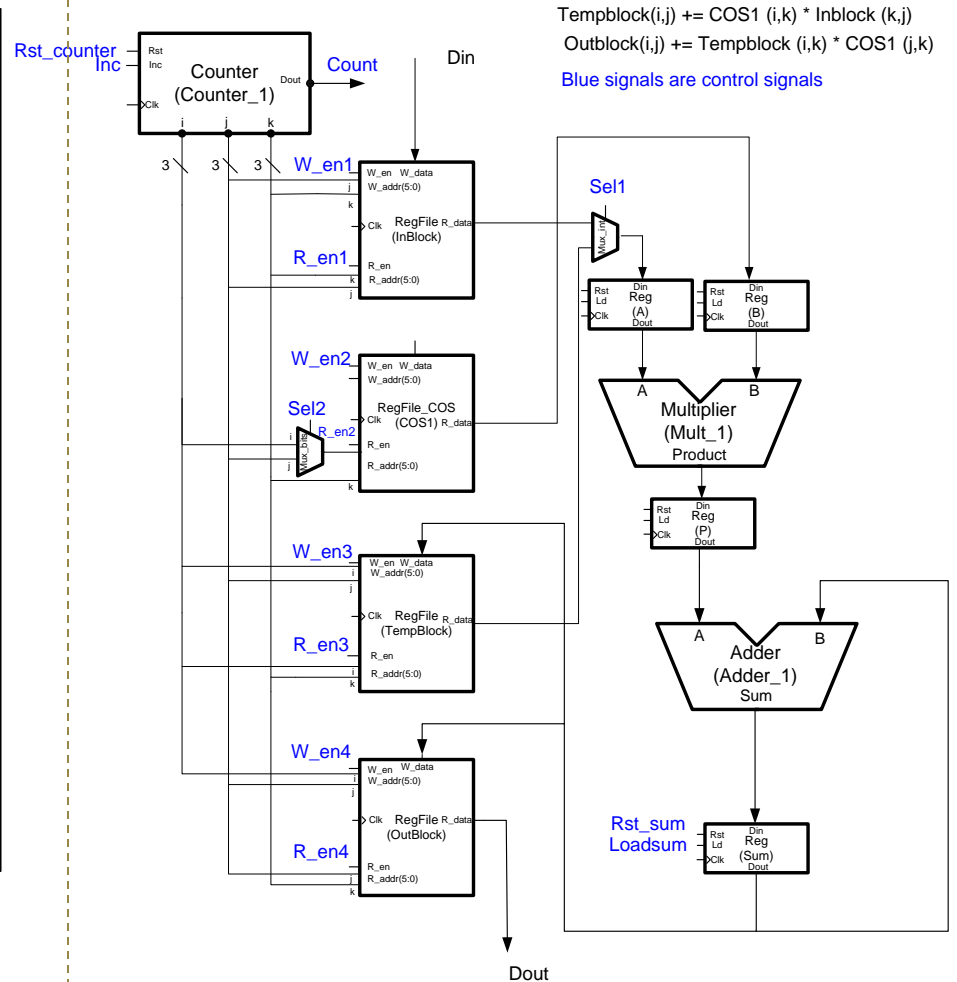 Tempblock(i,j) += COS1 (i,k) * Inblock (k,j)
Outblock(i,j) += Tempblock (i,k) * COS1 (j,k)
Blue signals are control signals
Rst_counter
Inc
Rst
Inc
Clk
Counter
(Counter_1)
Dout
i j k
Count
Din
3 3 3
W_en1
W_en W_data
j W_addr(5:0)
k
Clk RegFile R_data
(InBlock)
R_en1
R_en
k R_addr(5:0)
j
Sel1
Mux_int
Rst Din
Ld Reg
Clk (A)
Dout
Rst Din
Ld Reg
Clk (B)
Dout
W_en2
W_en W_data
W_addr(5:0)
RegFile_COS
Clk (COS1) R_data
Sel2
R_en2
i
Mux_bits
j
R_en
R_addr(5:0)
k
A B
Multiplier
(Mult_1)
Product
Rst Din
Ld Reg
Clk (P)
Dout
W_en3
W_en W_data
i W_addr(5:0)
j
Clk RegFile R_data
(TempBlock)
R_en3
R_en
i R_addr(5:0)
k
A B
Adder
(Adder_1)
Sum
W_en4
W_en W_data
i W_addr(5:0)
j
Clk RegFile R_data
(OutBlock)
R_en4
R_en
j R_addr(5:0)
k
Rst_sum
Loadsum
Rst Din
Ld Reg
Clk (Sum)
Dout
Dout